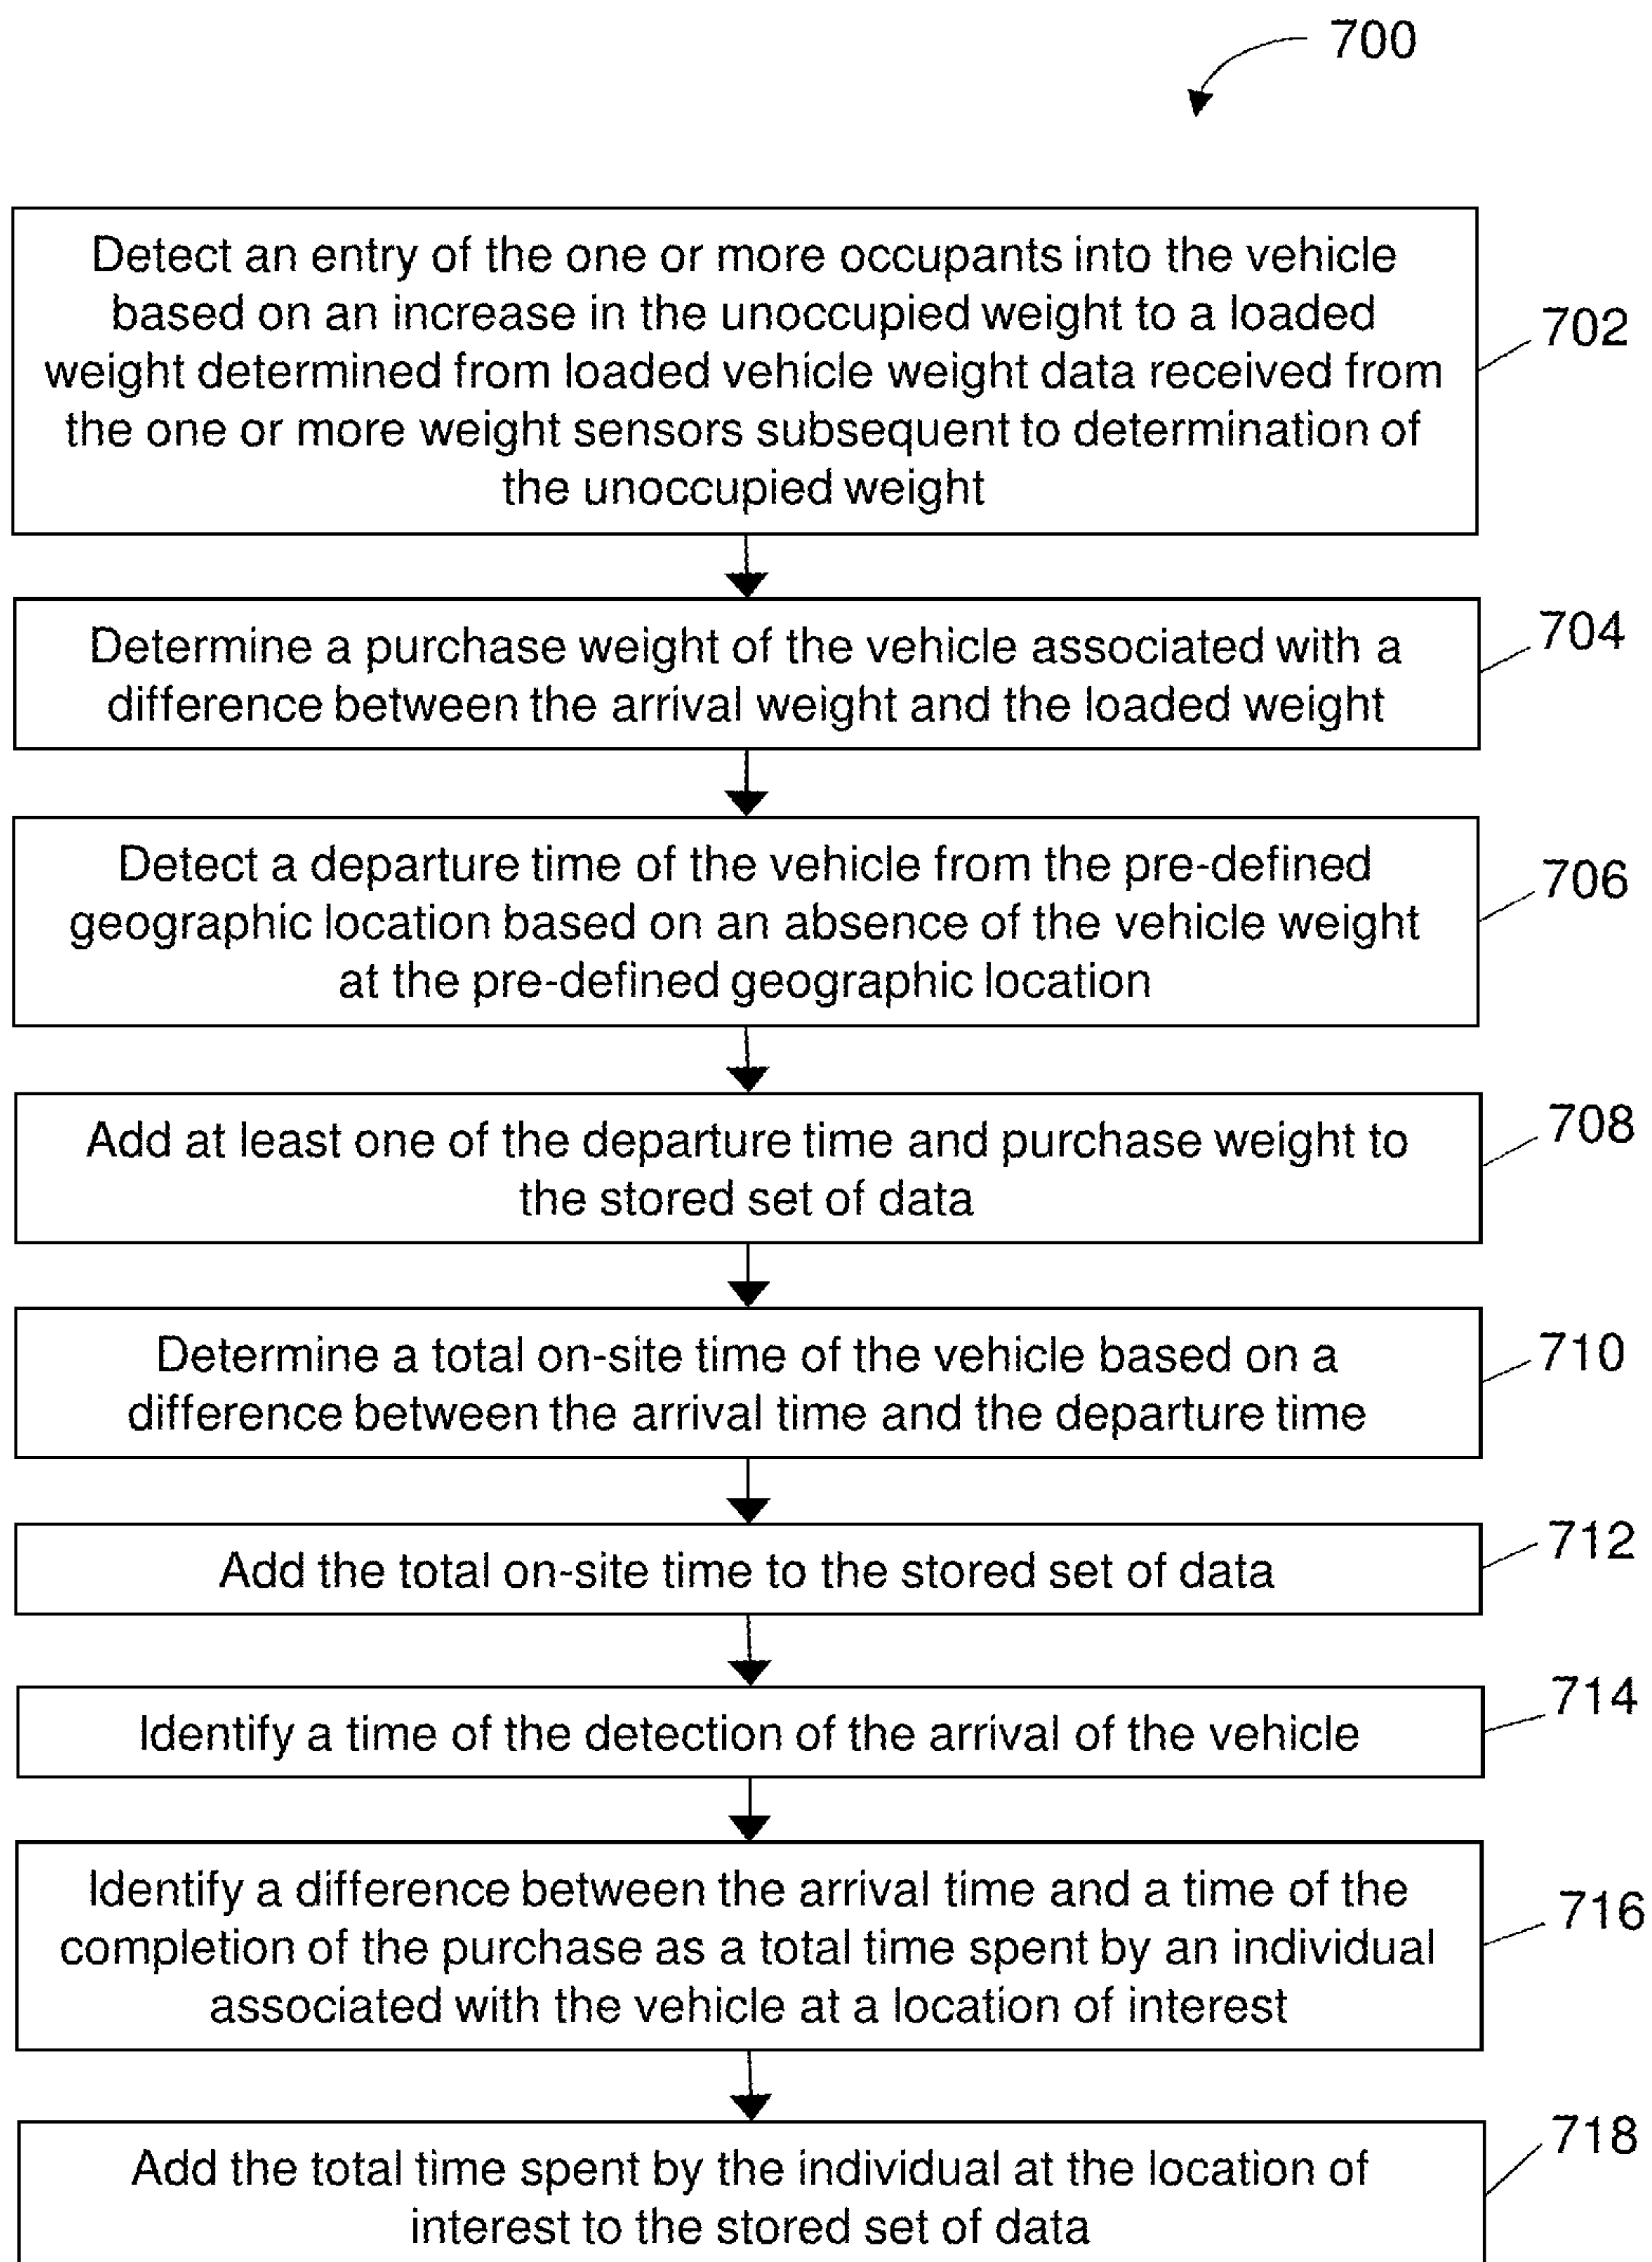 700
Detect an entry of the one or more occupants into the vehicle
based on an increase in the unoccupied weight to a loaded
weight determined from loaded vehicle weight data received from
the one or more weight sensors subsequent to determination of
the unoccupied weight
702
Determine a purchase weight of the vehicle associated with a
difference between the arrival weight and the loaded weight
704
Detect a departure time of the vehicle from the pre-defined
geographic location based on an absence of the vehicle weight
at the pre-defined geographic location
706
Add at least one of the departure time and purchase weight to
the stored set of data
708
Determine a total on-site time of the vehicle based on a
difference between the arrival time and the departure time
710
Add the total on-site time to the stored set of data
712
Identify a time of the detection of the arrival of the vehicle
714
Identify a difference between the arrival time and a time of the
completion of the purchase as a total time spent by an individual
associated with the vehicle at a location of interest
716
Add the total time spent by the individual at the location of
interest to the stored set of data
718